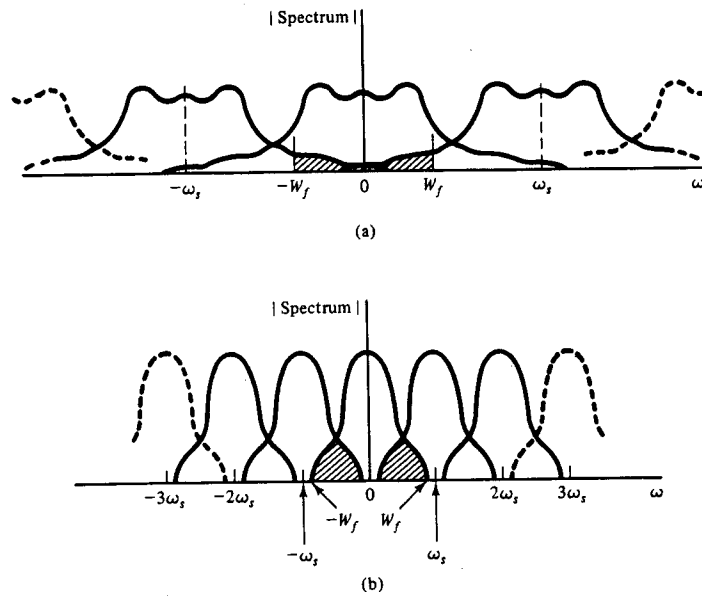 | Spectrum |
−ω_s −W_f 0 W_f ω_s ω
(a)
| Spectrum |
−3ω_s −2ω_s 0 2ω_s 3ω_s ω
−W_f W_f
−ω_s ω_s
(b)